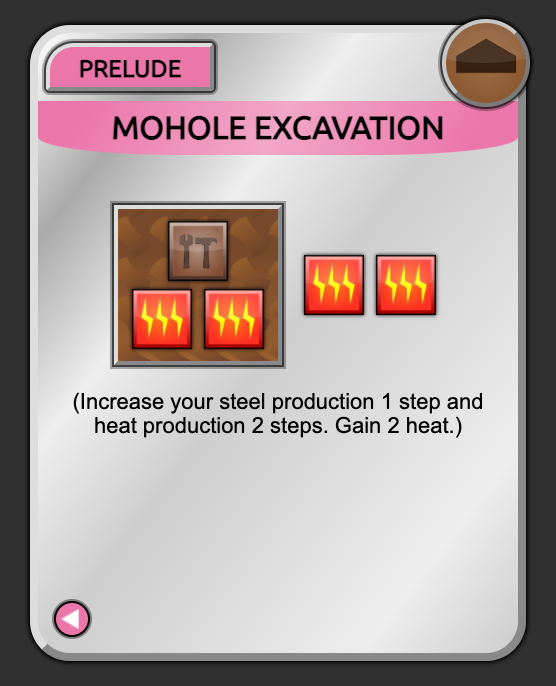 PRELUDE
MOHOLE EXCAVATION
(Increase your steel production 1 step and
heat production 2 steps. Gain 2 heat.)